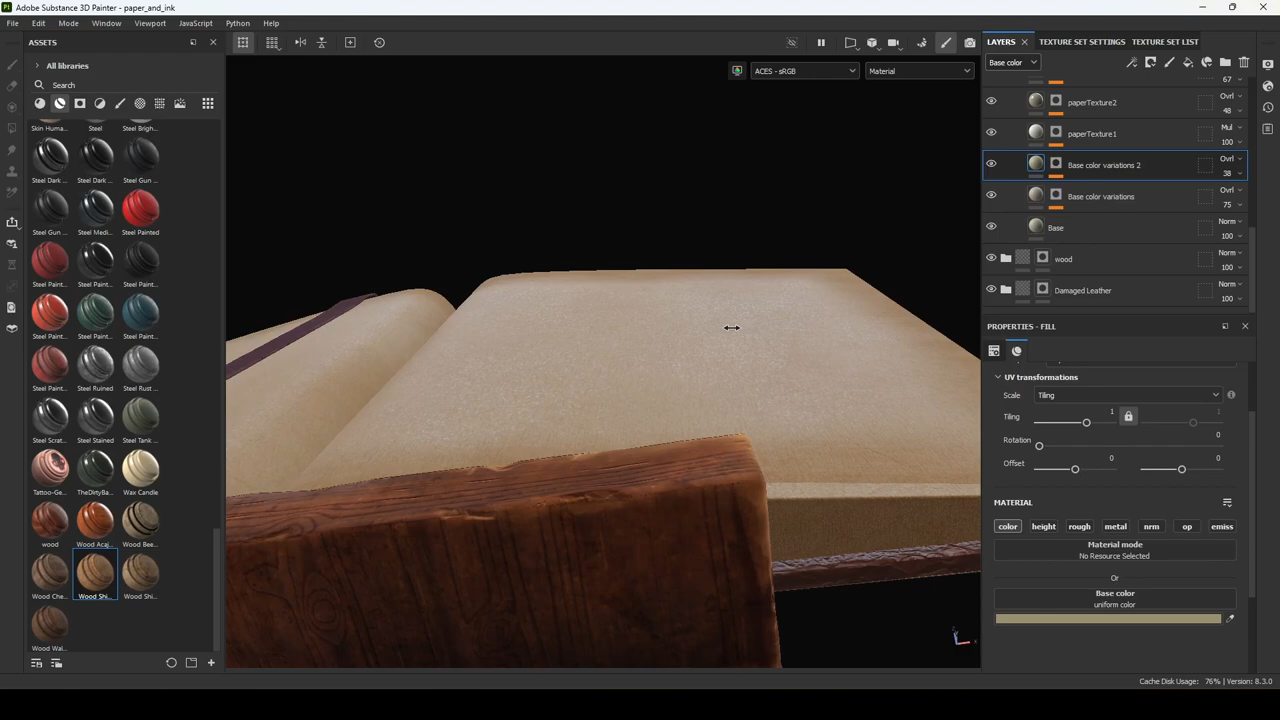 Adobe Substance 3D Painter - paper_and_ink
File Edit Mode Window Viewport JavaScript Python Help
ASSETS
All libraries
Search
Skin Huma... Steel Steel Brigh...
Steel Dark ... Steel Dark ... Steel Gun ...
Steel Gun ... Steel Medi... Steel Painted
Steel Paint... Steel Paint... Steel Paint...
Steel Paint... Steel Paint... Steel Paint...
Steel Paint... Steel Ruined Steel Rust ...
Steel Scrat... Steel Stained Steel Tank ...
Tattoo-Ge... TheDirtyBa... Wax Candle
wood Wood Acaj... Wood Bee...
Wood Che... Wood Shi... Wood Shi...
Wood Wal...
ACES - sRGB
Material
LAYERS TEXTURE SET SETTINGS TEXTURE SET LIST
Base color
67
paperTexture2 Ovrl 48
paperTexture1 Mul 100
Base color variations 2 Ovrl 38
Base color variations Ovrl 75
Base Norm 100
wood Norm 100
Damaged Leather Norm 100
PROPERTIES - FILL
UV transformations
Scale Tiling
Tiling 1 1
Rotation 0
Offset 0 0
MATERIAL
color height rough metal nrm op emiss
Material mode
No Resource Selected
Or
Base color
uniform color
Cache Disk Usage: 76% | Version: 8.3.0